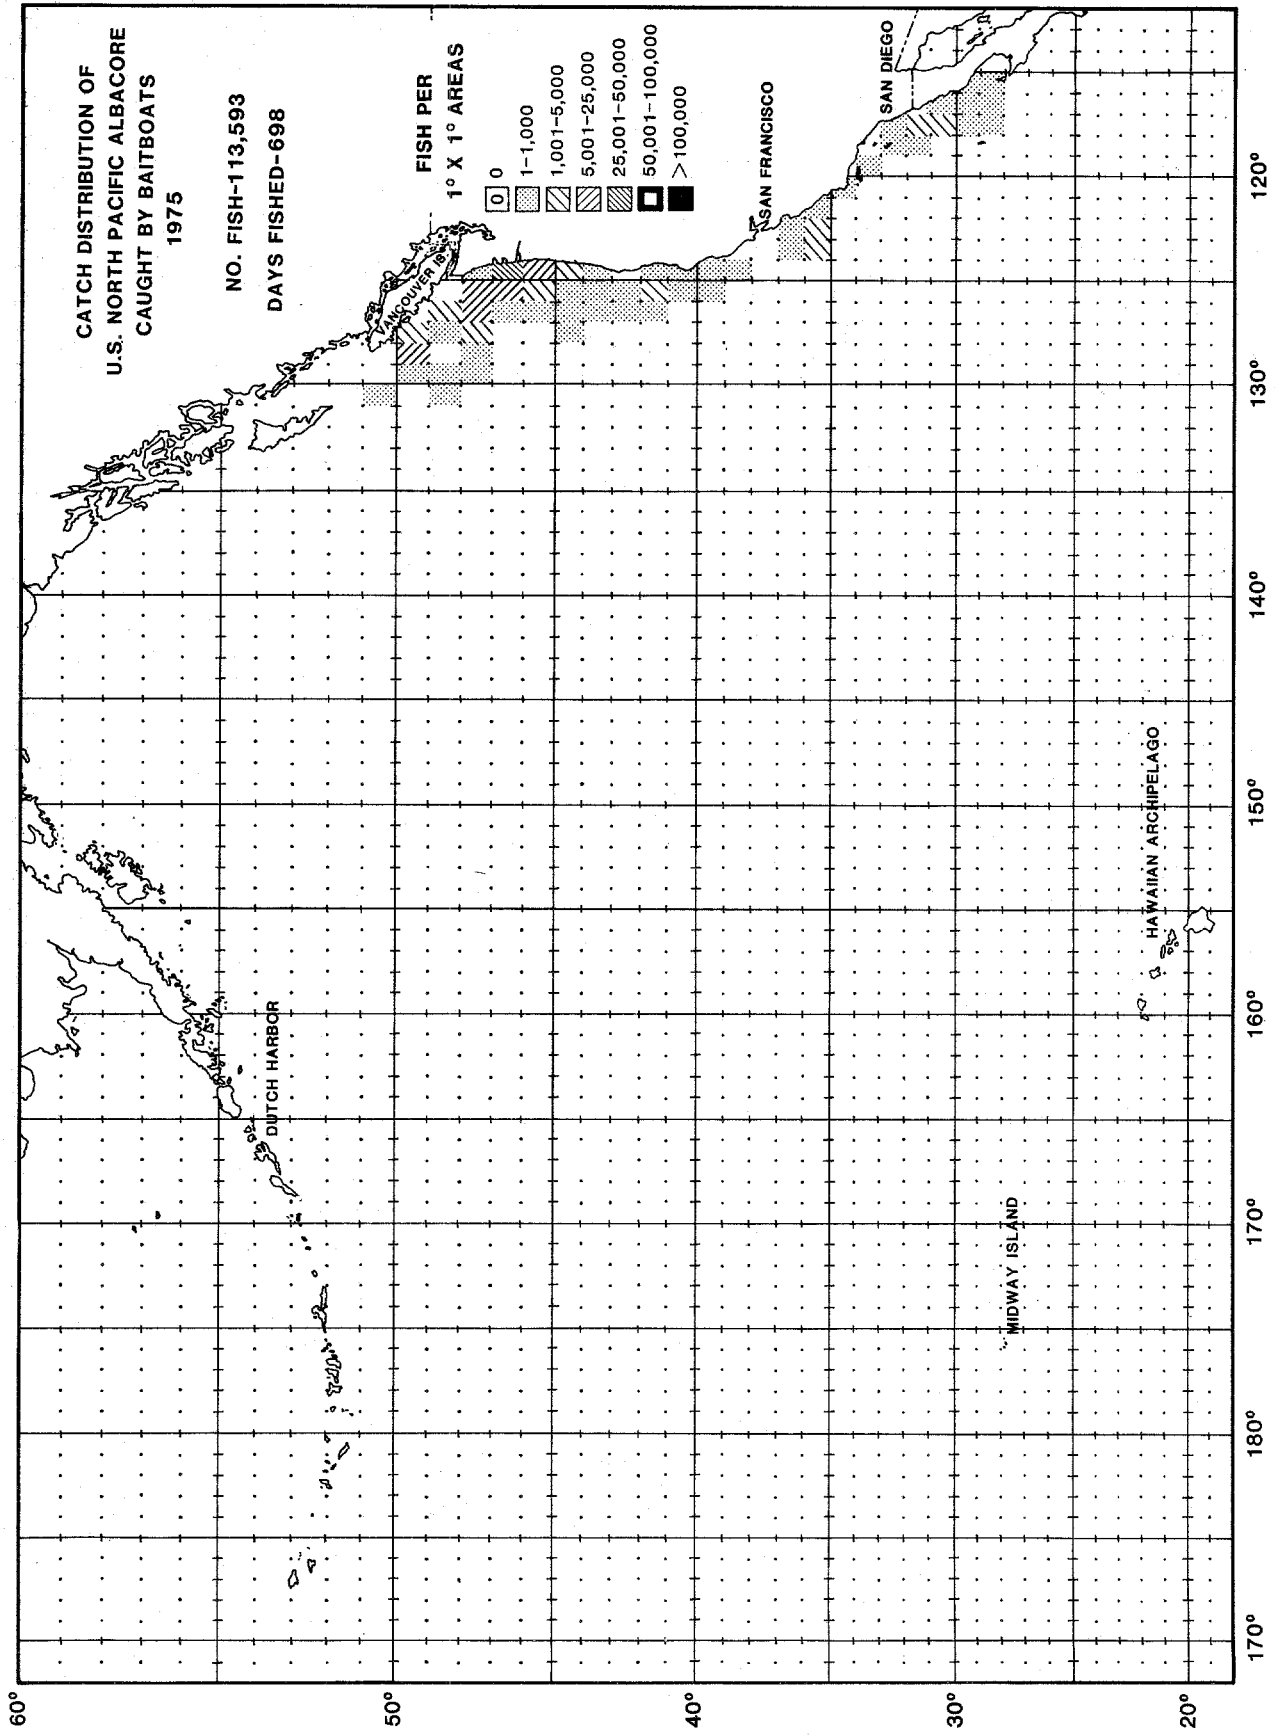 CATCH DISTRIBUTION OF
U.S. NORTH PACIFIC ALBACORE
CAUGHT BY BAITBOATS
1975
NO. FISH-113,593
DAYS FISHED-698
FISH PER
1° X 1° AREAS
0 0
1-1,000
1,001-5,000
5,001-25,000
25,001-50,000
50,001-100,000
>100,000
VANCOUVER IS.
SAN FRANCISCO
SAN DIEGO
DUTCH HARBOR
MIDWAY ISLAND
HAWAIIAN ARCHIPELAGO
60°
50°
40°
30°
20°
170°
180°
170°
160°
150°
140°
130°
120°